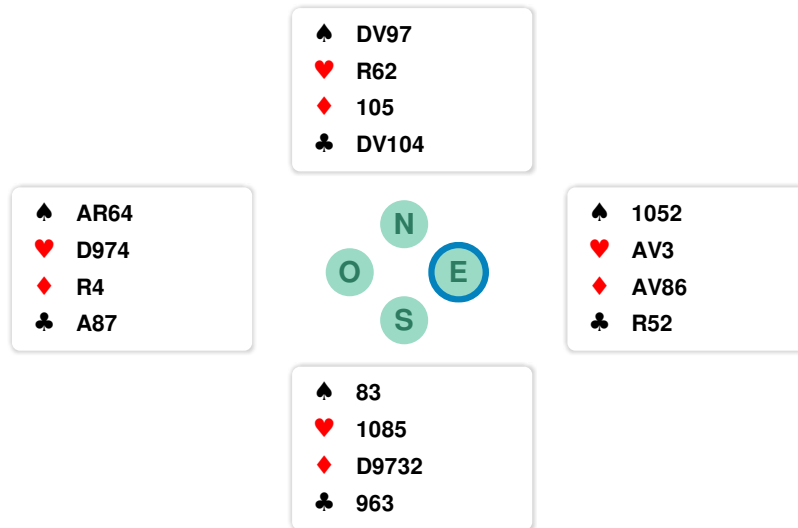 ♠ DV97
♥ R62
♦ 105
♣ DV104
♠ AR64
♥ D974
♦ R4
♣ A87
N
O E
S
♠ 1052
♥ AV3
♦ AV86
♣ R52
♠ 83
♥ 1085
♦ D9732
♣ 963